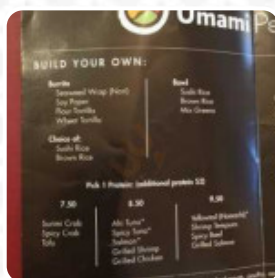 Umami
BUILD YOUR OWN:
Burrito
Seaweed Wrap (Nori)
Soy Paper
Flour Tortilla
Wheat Tortilla
Choice of:
Sushi Rice
Brown Rice
Bowl
Sushi Rice
Brown Rice
Mix Greens
Pick 1 Protein: (additional protein $2)
7.50
Surimi Crab
Spicy Crab
Tofu
8.50
Ahi Tuna*
Spicy Tuna*
Salmon*
Grilled Shrimp
Grilled Chicken
9.50
Yellowtail (Hamachi)*
Shrimp Tempura
Spicy Beef
Grilled Salmon